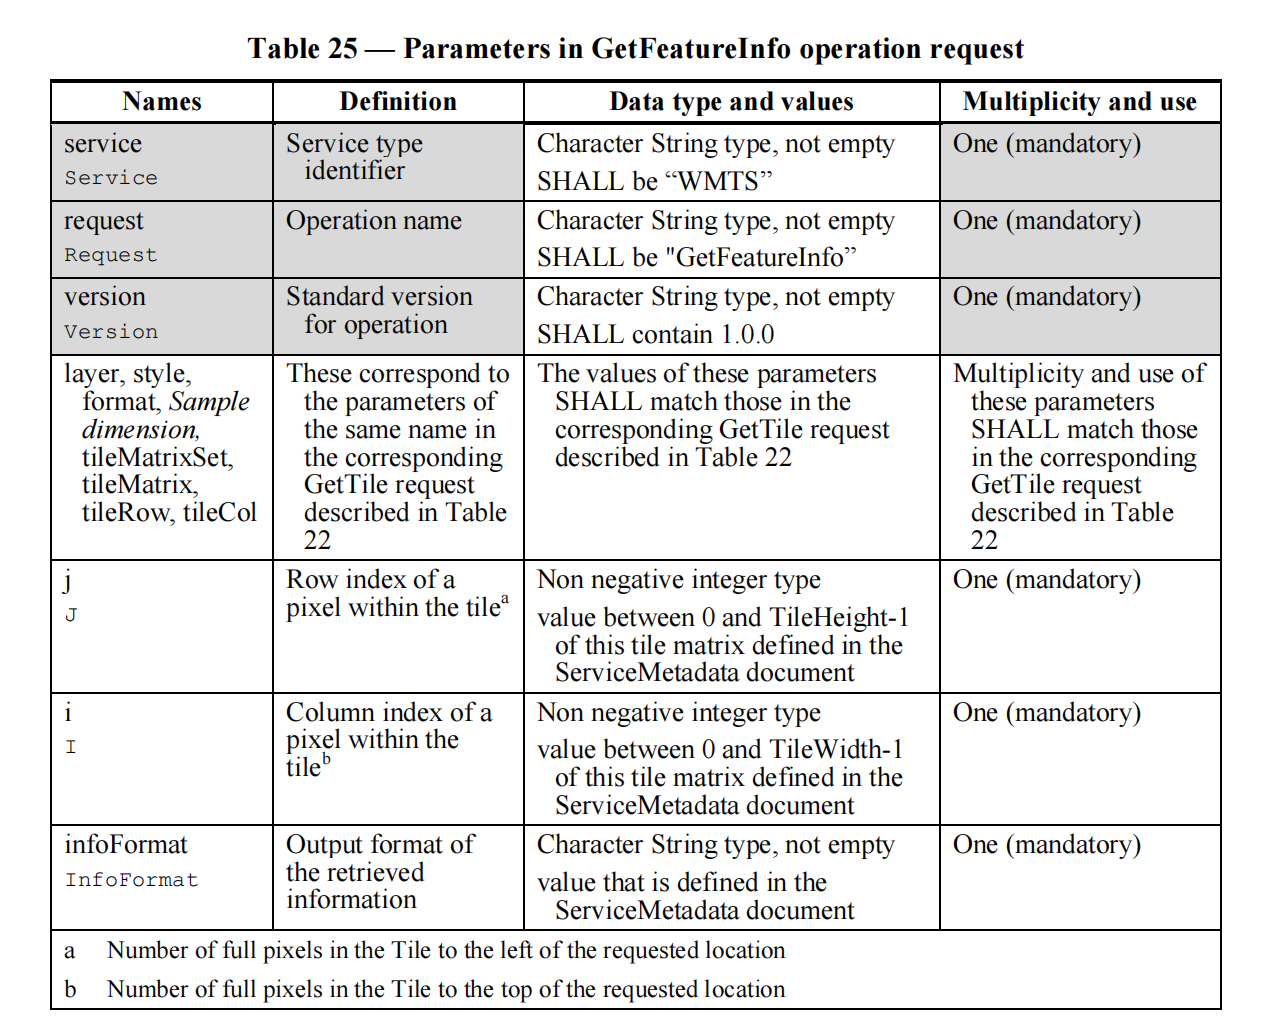 Table 25 — Parameters in GetFeatureInfo operation request
Names Definition Data type and values Multiplicity and use
service
Service
Service type
identifier
Character String type, not empty
SHALL be “WMTS”
One (mandatory)
request
Request
Operation name
Character String type, not empty
SHALL be "GetFeatureInfo”
One (mandatory)
version
Version
Standard version
for operation
Character String type, not empty
SHALL contain 1.0.0
One (mandatory)
layer, style,
format, Sample
dimension,
tileMatrixSet,
tileMatrix,
tileRow, tileCol
These correspond to
the parameters of
the same name in
the corresponding
GetTile request
described in Table
22
The values of these parameters
SHALL match those in the
corresponding GetTile request
described in Table 22
Multiplicity and use of
these parameters
SHALL match those
in the corresponding
GetTile request
described in Table
22
j
J
Row index of a
pixel within the tilea
Non negative integer type
value between 0 and TileHeight-1
of this tile matrix defined in the
ServiceMetadata document
One (mandatory)
i
I
Column index of a
pixel within the
tileb
Non negative integer type
value between 0 and TileWidth-1
of this tile matrix defined in the
ServiceMetadata document
One (mandatory)
infoFormat
InfoFormat
Output format of
the retrieved
information
Character String type, not empty
value that is defined in the
ServiceMetadata document
One (mandatory)
a Number of full pixels in the Tile to the left of the requested location
b Number of full pixels in the Tile to the top of the requested location